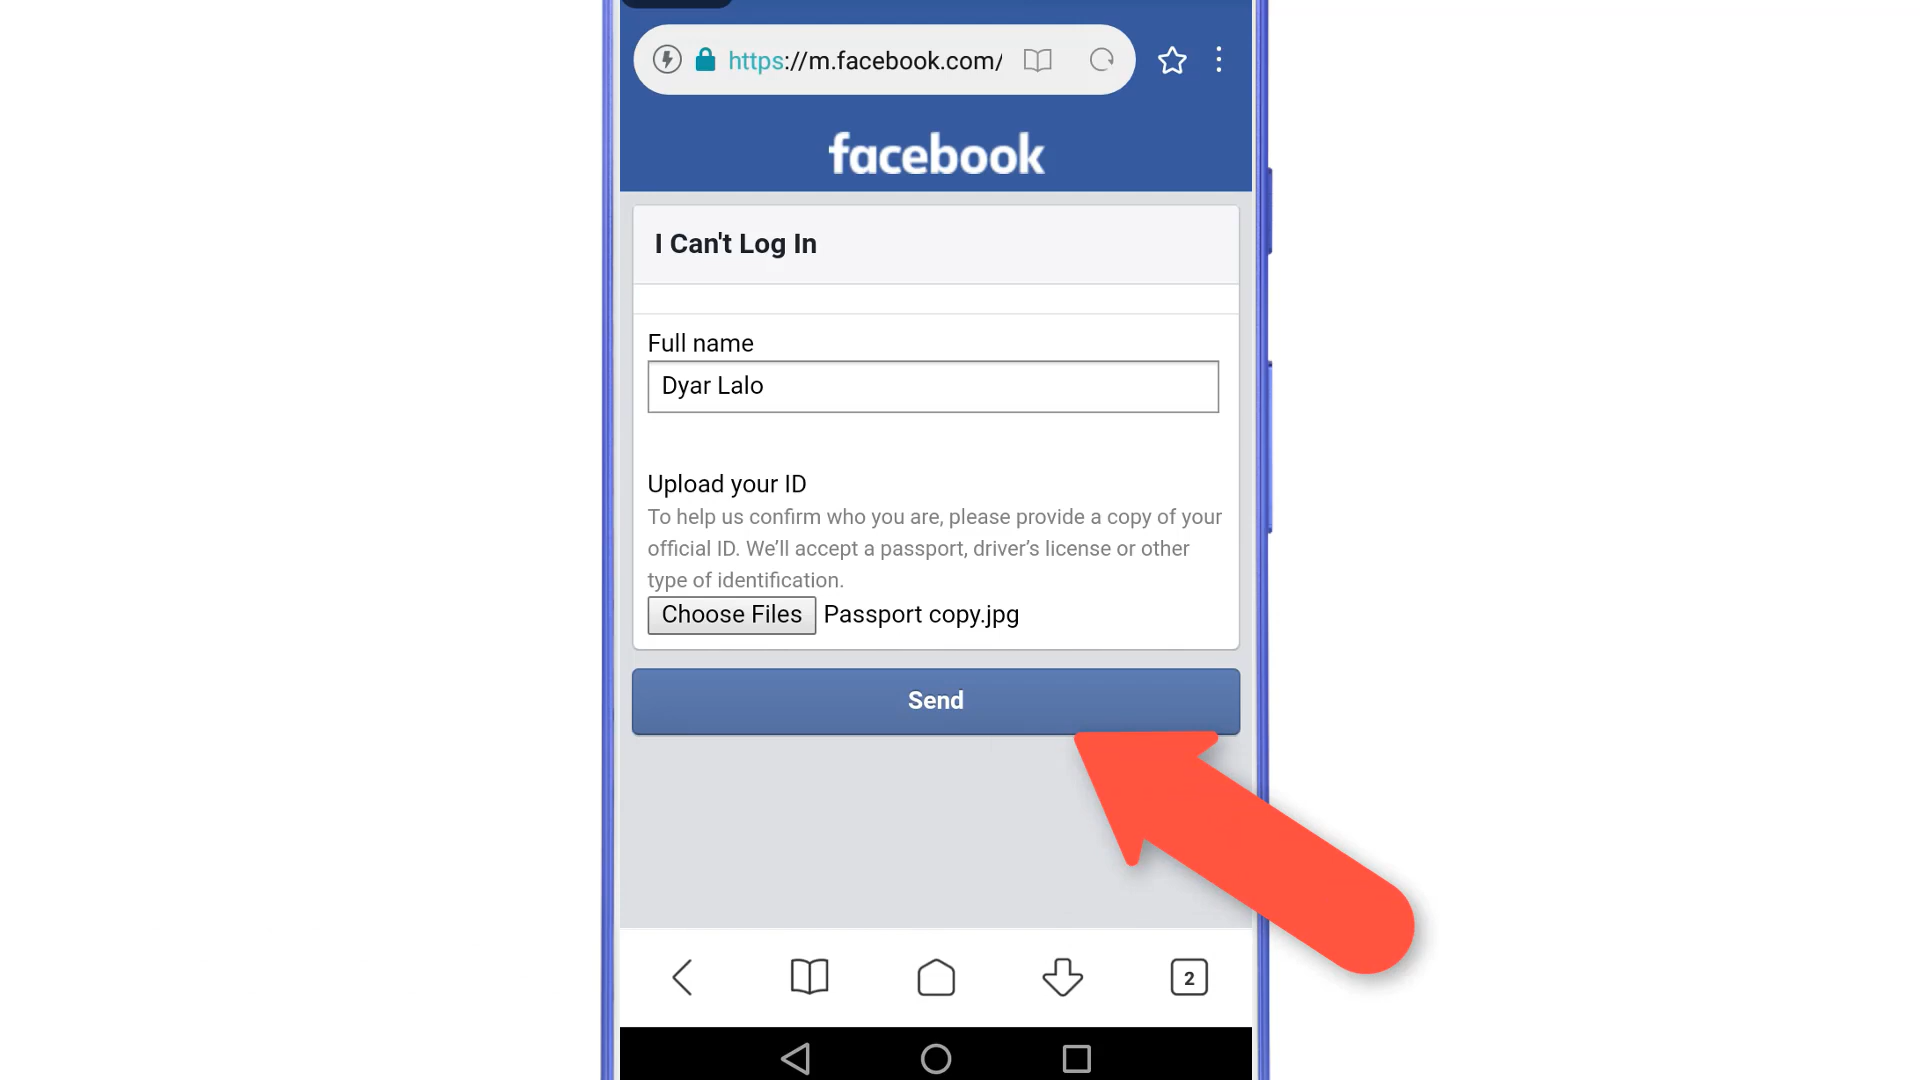 https://m.facebook.com/
facebook
I Can't Log In
Full name
Dyar Lalo
Upload your ID
To help us confirm who you are, please provide a copy of your
official ID. We’ll accept a passport, driver’s license or other
type of identification.
Choose Files Passport copy.jpg
Send
2